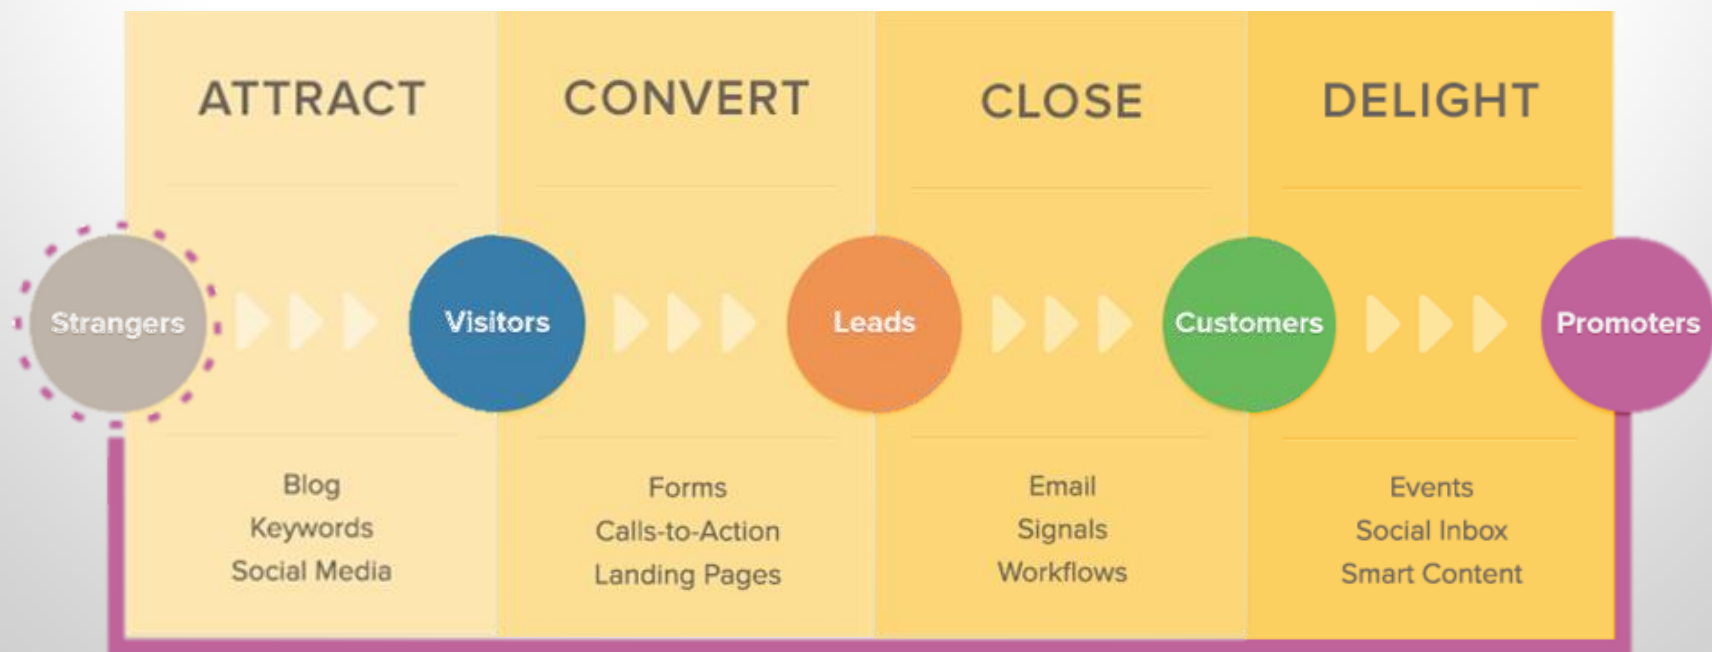 ATTRACT
CONVERT
CLOSE
DELIGHT
Strangers
Visitors
Leads
Customers
Promoters
Blog
Keywords
Social Media
Forms
Calls-to-Action
Landing Pages
Email
Signals
Workflows
Events
Social Inbox
Smart Content